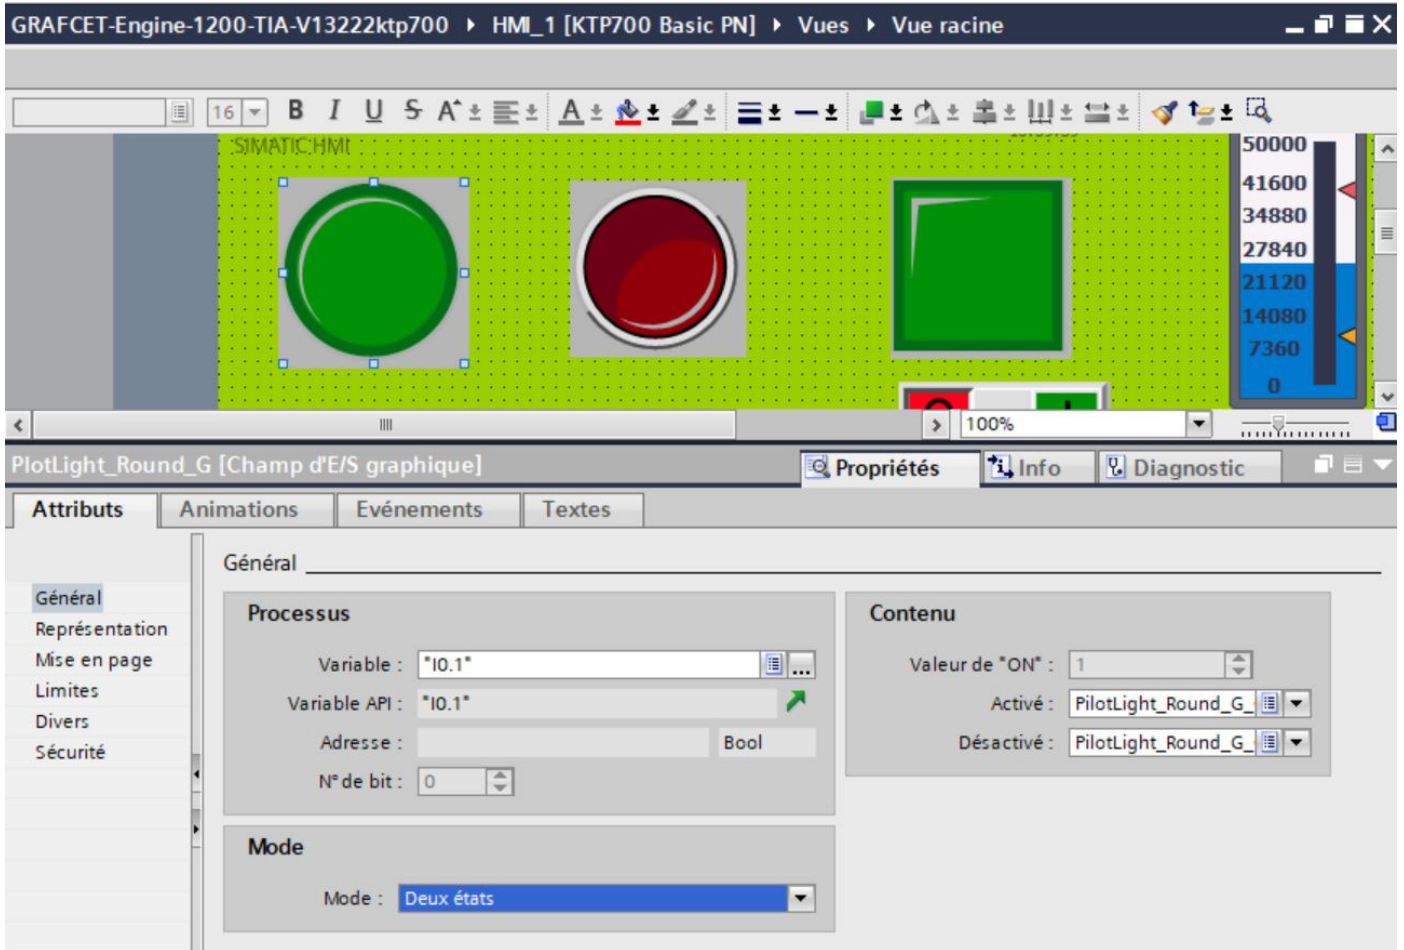 GRAFCET-Engine-1200-TIA-V13222ktp700 ▸ HMI_1 [KTP700 Basic PN] ▸ Vues ▸ Vue racine
16 B I U S A A
SIMATIC HMI
50000
41600
34880
27840
21120
14080
7360
0
100%
PlotLight_Round_G [Champ d'E/S graphique]
Propriétés
Info
Diagnostic
Attributs
Animations
Evénements
Textes
Général
Représentation
Mise en page
Limites
Divers
Sécurité
Général
Processus
Variable : "I0.1"
Variable API : "I0.1"
Adresse : Bool
N° de bit : 0
Mode
Mode : Deux états
Contenu
Valeur de "ON" : 1
Activé : PilotLight_Round_G_
Désactivé : PilotLight_Round_G_